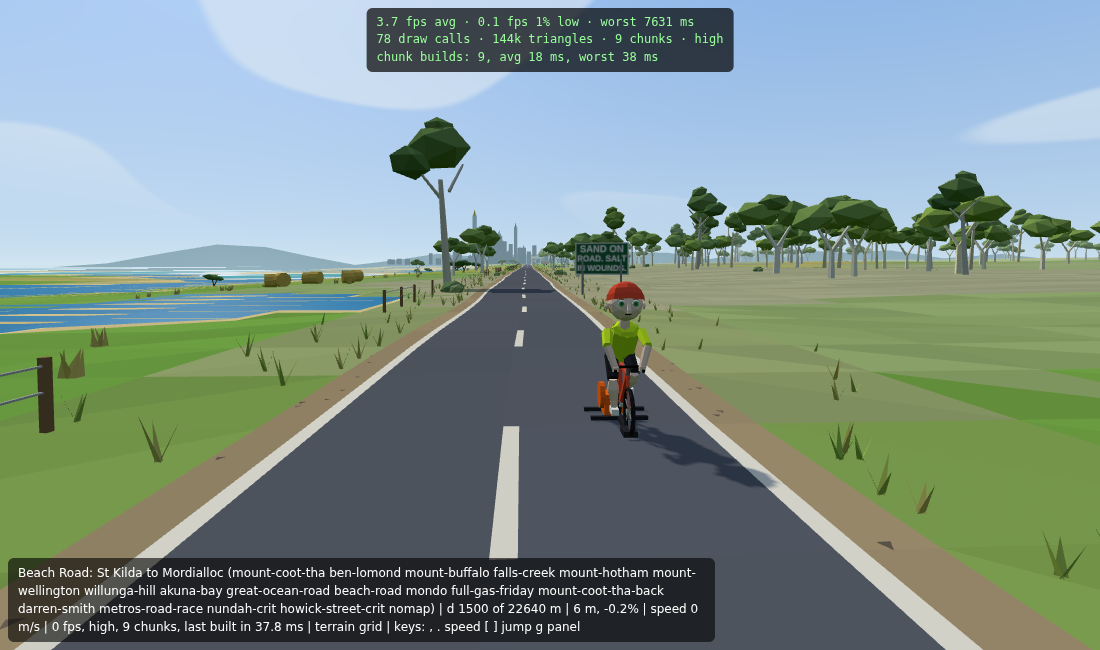 3.7 fps avg · 0.1 fps 1% low · worst 7631 ms
78 draw calls · 144k triangles · 9 chunks · high
chunk builds: 9, avg 18 ms, worst 38 ms
SAND ON
ROAD. SALT
IN WOUND.
Beach Road: St Kilda to Mordialloc (mount-coot-tha ben-lomond mount-buffalo falls-creek mount-hotham mount-
wellington willunga-hill akuna-bay great-ocean-road beach-road mondo full-gas-friday mount-coot-tha-back
darren-smith metros-road-race nundah-crit howick-street-crit nomap) | d 1500 of 22640 m | 6 m, -0.2% | speed 0
m/s | 0 fps, high, 9 chunks, last built in 37.8 ms | terrain grid | keys: , . speed [ ] jump g panel